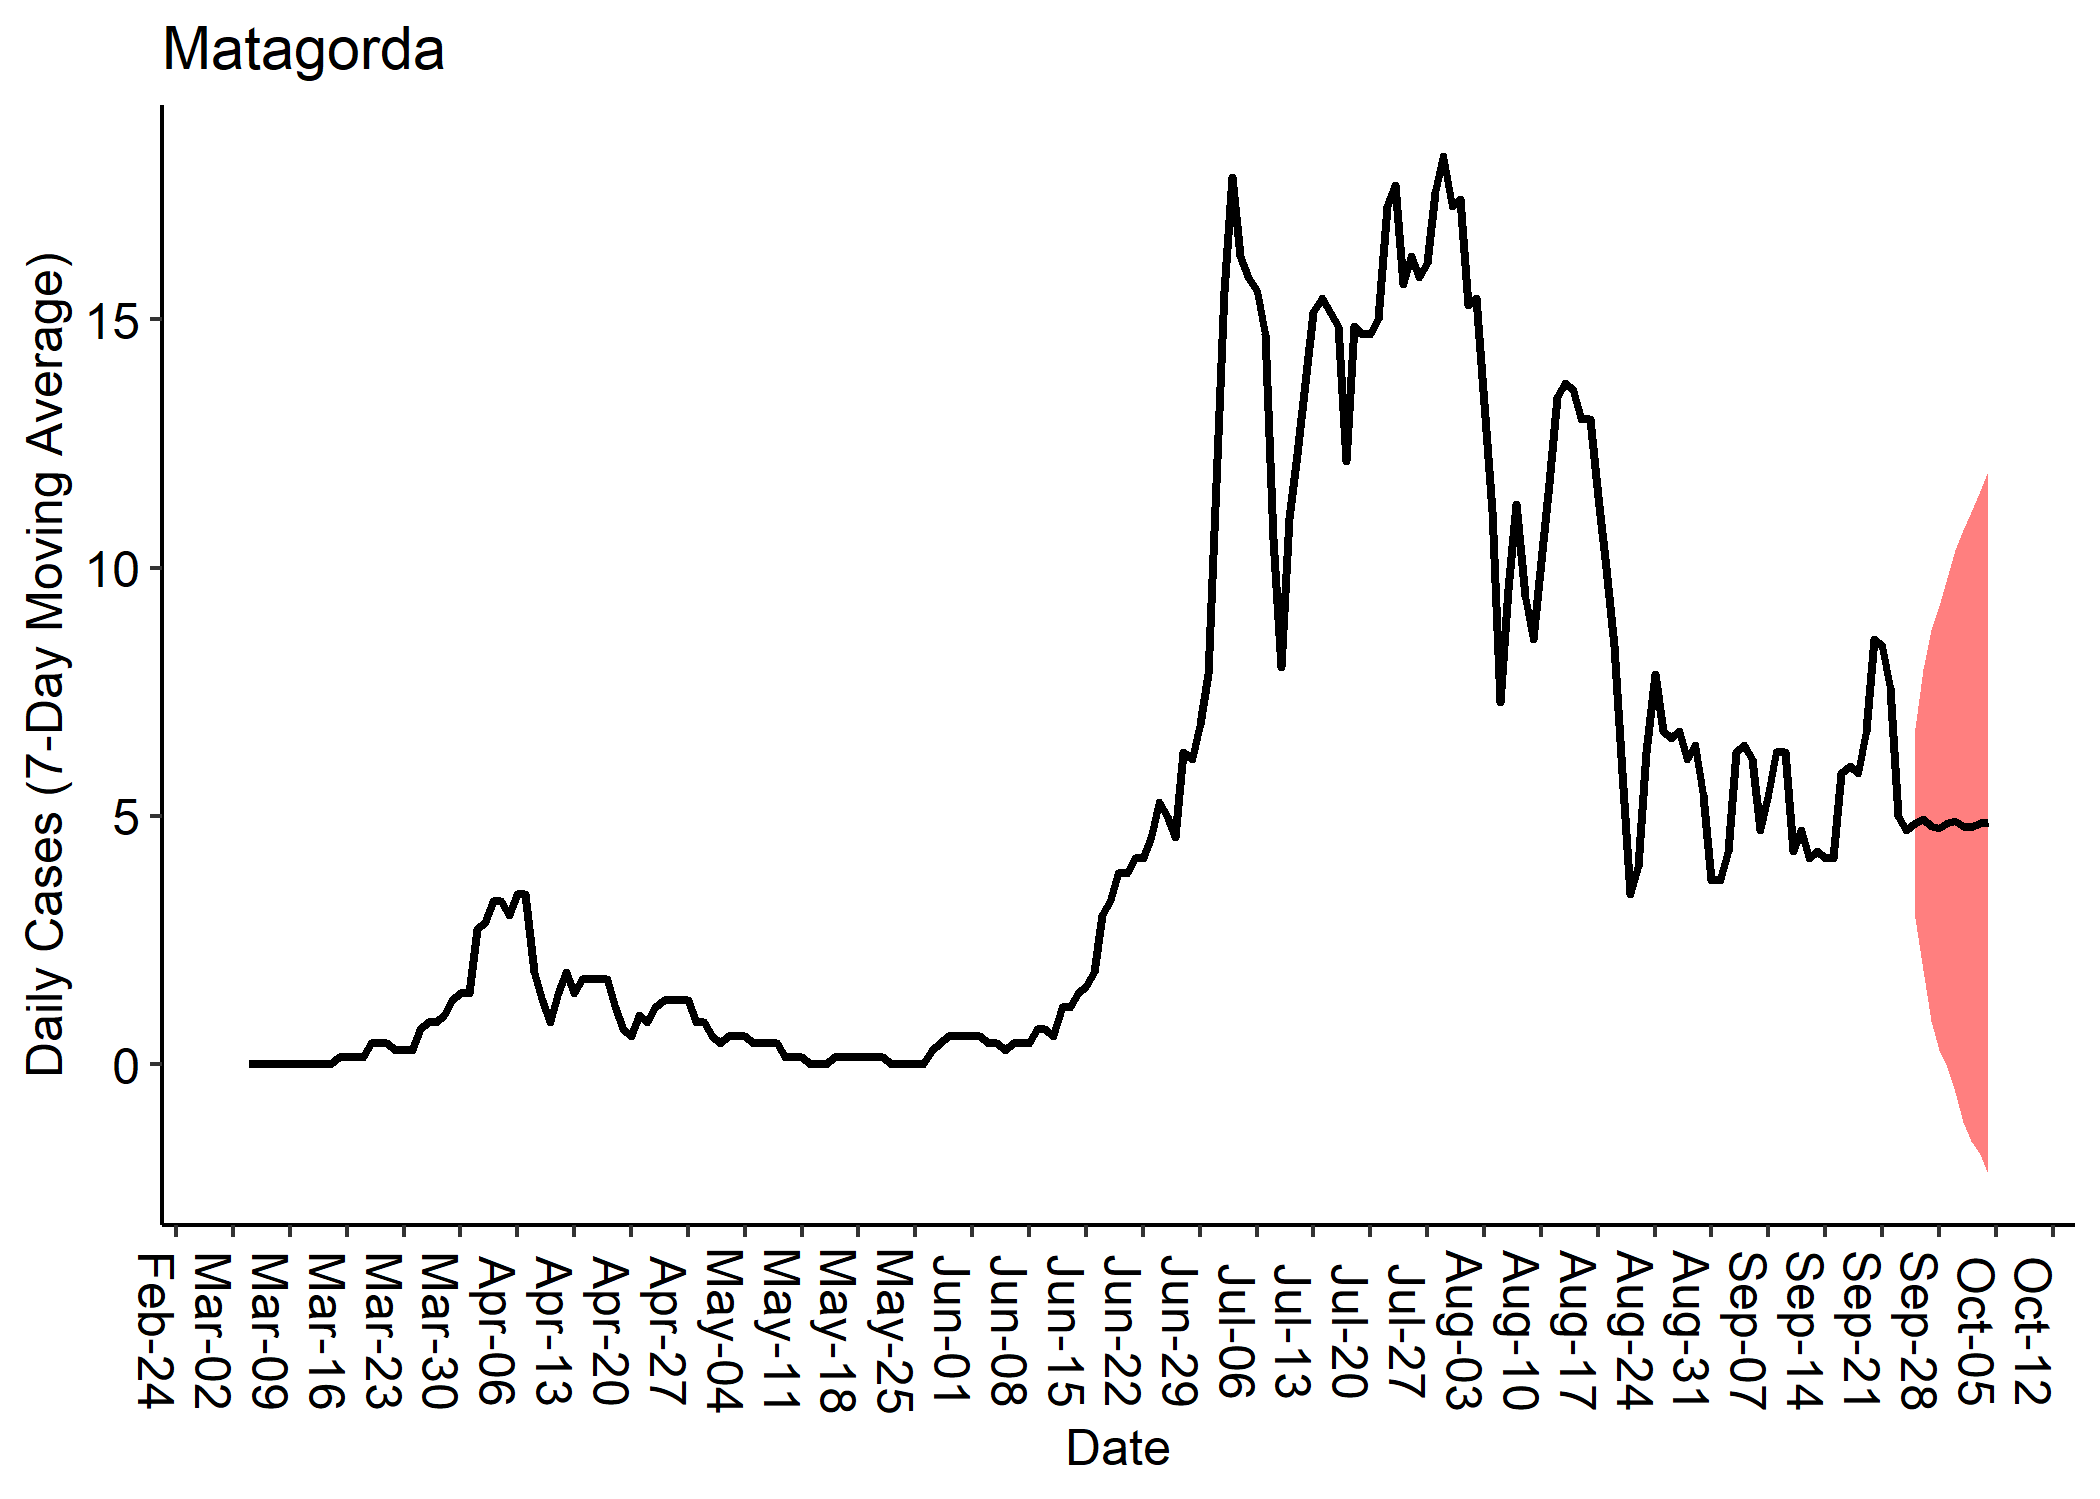 Matagorda
Daily Cases (7-Day Moving Average)
15
10
5
0
Feb-24
Mar-02
Mar-09
Mar-16
Mar-23
Mar-30
Apr-06
Apr-13
Apr-20
Apr-27
May-04
May-11
May-18
May-25
Jun-01
Jun-08
Jun-15
Jun-22
Jun-29
Jul-06
Jul-13
Jul-20
Jul-27
Aug-03
Aug-10
Aug-17
Aug-24
Aug-31
Sep-07
Sep-14
Sep-21
Sep-28
Oct-05
Oct-12
Date